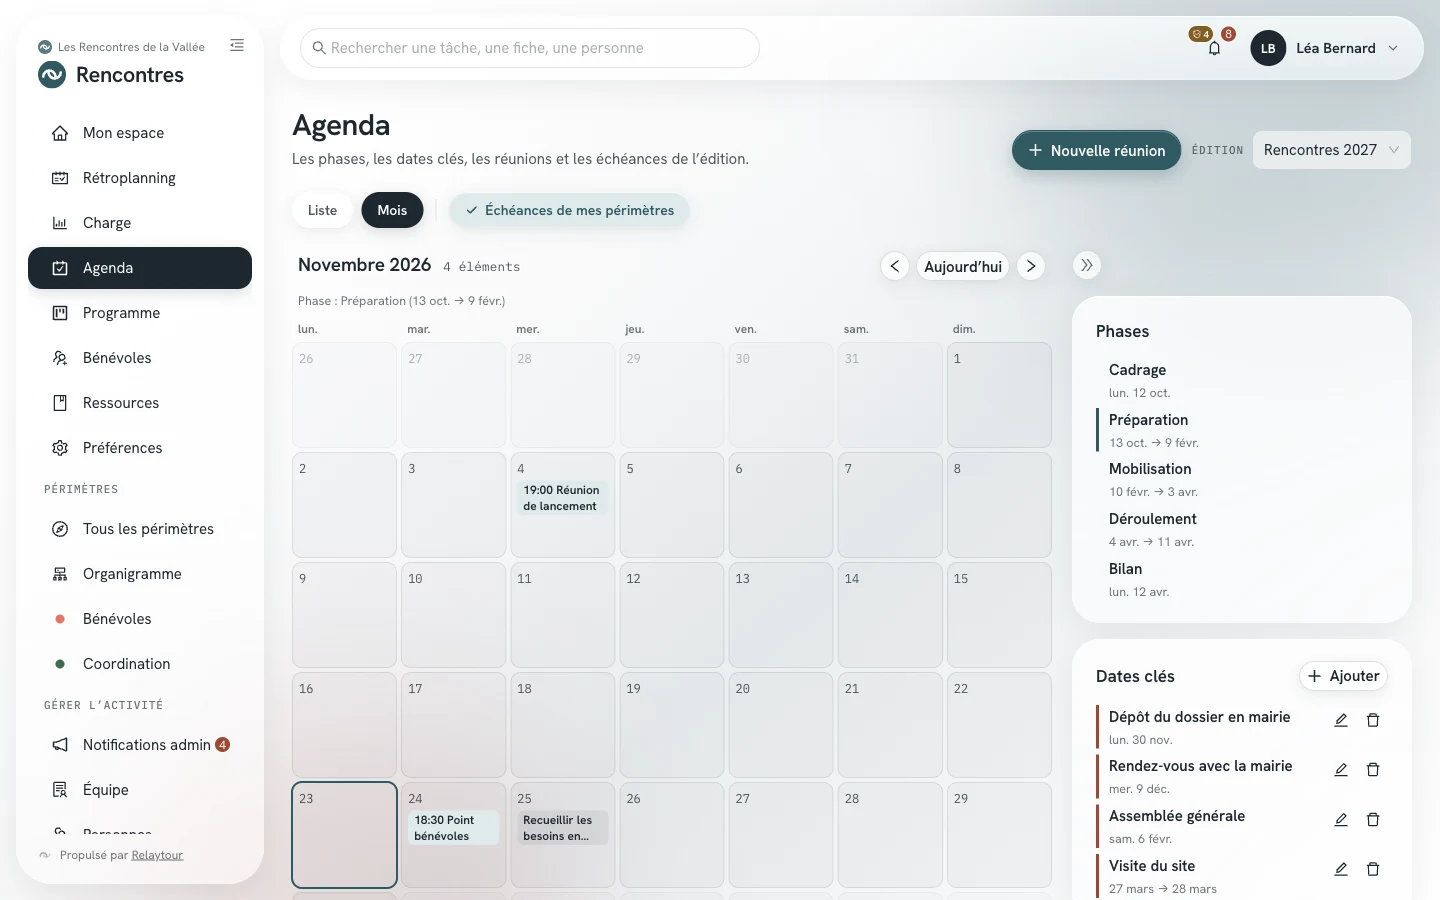 Les Rencontres de la Vallée
Rencontres
Mon espace
Rétroplanning
Charge
Agenda
Programme
Bénévoles
Ressources
Préférences
PÉRIMÈTRES
Tous les périmètres
Organigramme
Bénévoles
Coordination
GÉRER L'ACTIVITÉ
Notifications admin 4
Équipe
Personnes
Propulsé par Relaytour
Rechercher une tâche, une fiche, une personne
4 8
LB Léa Bernard
Agenda
Les phases, les dates clés, les réunions et les échéances de l'édition.
Nouvelle réunion
ÉDITION
Rencontres 2027
Liste
Mois
Échéances de mes périmètres
Novembre 2026 4 éléments
Aujourd'hui
Phase : Préparation (13 oct. → 9 févr.)
lun. mar. mer. jeu. ven. sam. dim.
26 27 28 29 30 31 1
2 3 4 5 6 7 8
19:00 Réunion
de lancement
9 10 11 12 13 14 15
16 17 18 19 20 21 22
23 24 25 26 27 28 29
18:30 Point
bénévoles
Recueillir les
besoins en…
Phases
Cadrage
lun. 12 oct.
Préparation
13 oct. → 9 févr.
Mobilisation
10 févr. → 3 avr.
Déroulement
4 avr. → 11 avr.
Bilan
lun. 12 avr.
Dates clés
Ajouter
Dépôt du dossier en mairie
lun. 30 nov.
Rendez-vous avec la mairie
mer. 9 déc.
Assemblée générale
sam. 6 févr.
Visite du site
27 mars → 28 mars